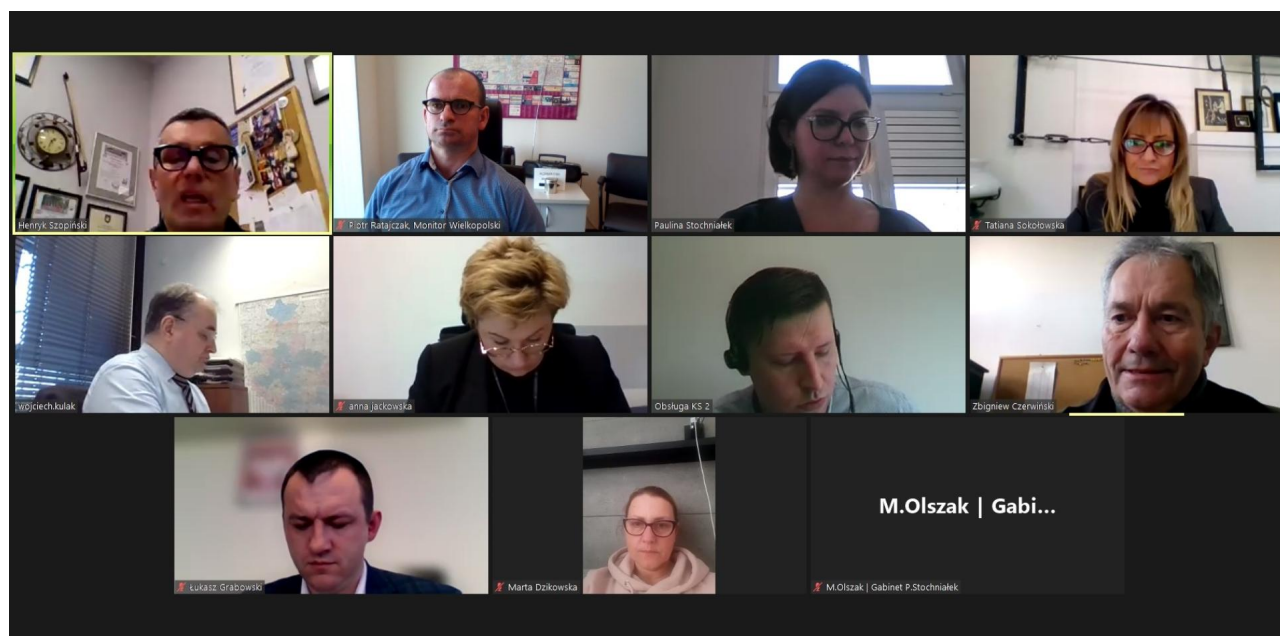 Henryk Szopiński
Piotr Ratajczak, Monitor Wielkopolski
Paulina Stochniałek
Tatiana Sokołowska
wojciech.kulak
anna.jackowska
Obsługa KS 2
Zbigniew Czerwiński
M.Olszak | Gabi...
Łukasz Grabowski
Marta Dzikowska
M.Olszak | Gabinet P.Stochniałek